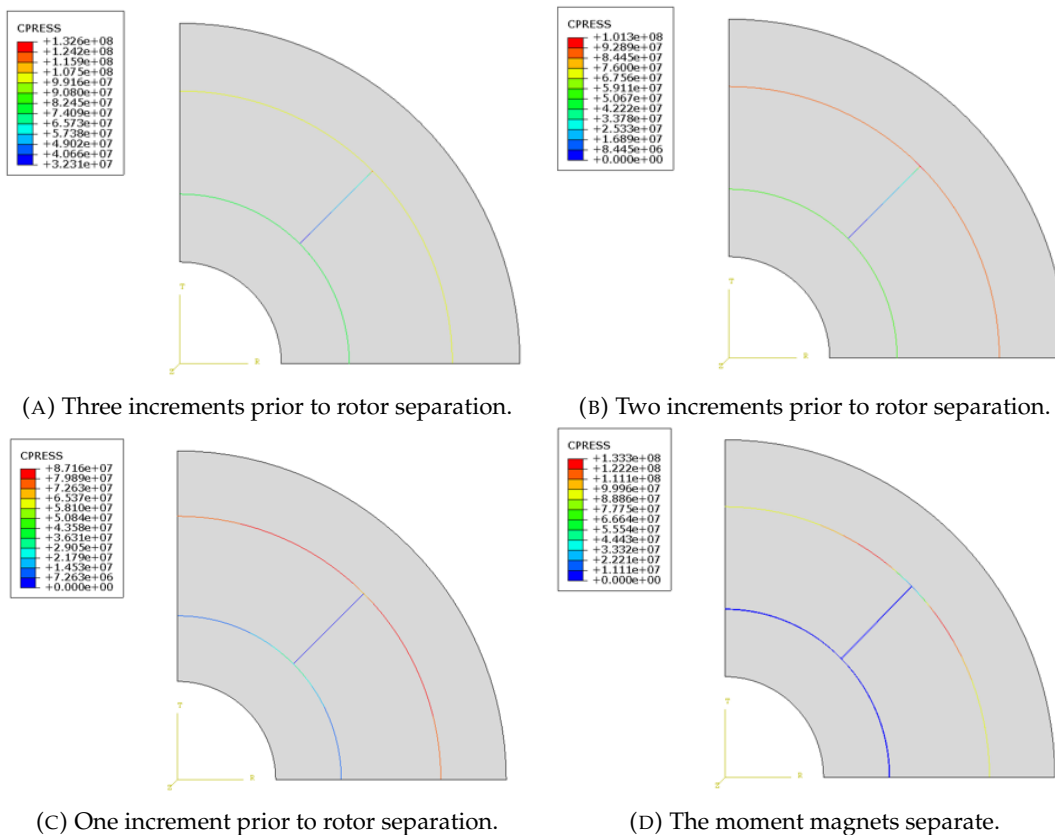 CPRESS
+1.326e+08
+1.242e+08
+1.159e+08
+1.075e+08
+9.916e+07
+9.080e+07
+8.245e+07
+7.409e+07
+6.573e+07
+5.738e+07
+4.902e+07
+4.066e+07
+3.231e+07
T
R
Z
(A) Three increments prior to rotor separation.
CPRESS
+1.013e+08
+9.289e+07
+8.445e+07
+7.600e+07
+6.756e+07
+5.911e+07
+5.067e+07
+4.222e+07
+3.378e+07
+2.533e+07
+1.689e+07
+8.445e+06
+0.000e+00
T
R
Z
(B) Two increments prior to rotor separation.
CPRESS
+8.716e+07
+7.989e+07
+7.263e+07
+6.537e+07
+5.810e+07
+5.084e+07
+4.358e+07
+3.631e+07
+2.905e+07
+2.179e+07
+1.453e+07
+7.263e+06
+0.000e+00
T
R
Z
(C) One increment prior to rotor separation.
CPRESS
+1.333e+08
+1.222e+08
+1.111e+08
+9.996e+07
+8.886e+07
+7.775e+07
+6.664e+07
+5.554e+07
+4.443e+07
+3.332e+07
+2.221e+07
+1.111e+07
+0.000e+00
T
R
Z
(D) The moment magnets separate.